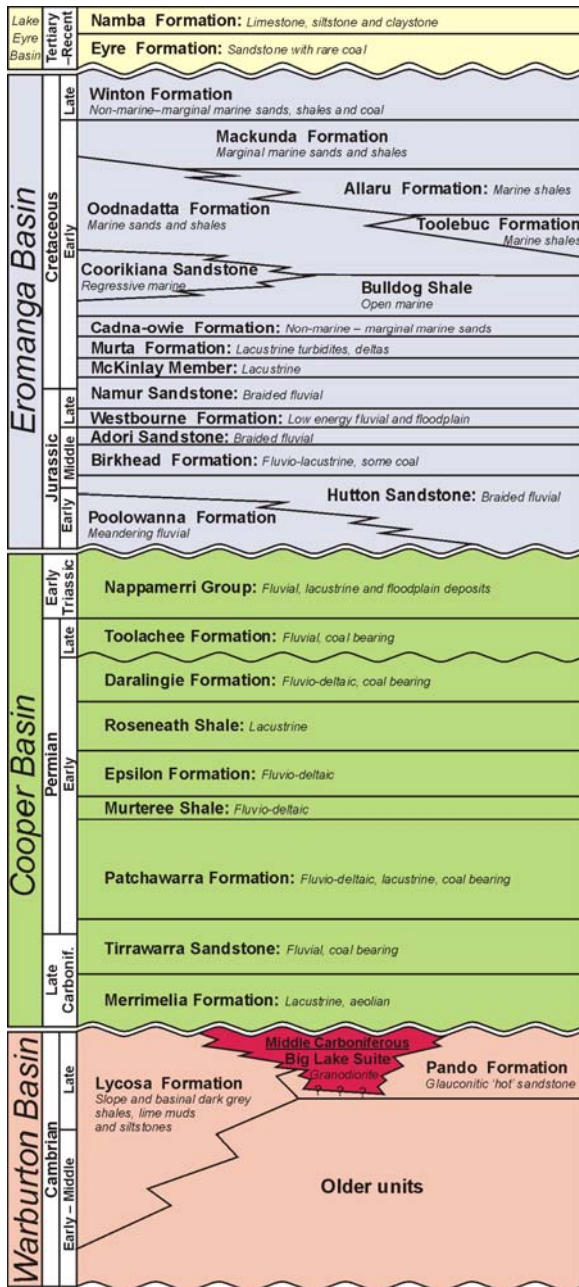 Lake
Eyre
Basin
Tertiary
–Recent
Namba Formation: Limestone, siltstone and claystone
Eyre Formation: Sandstone with rare coal
Eromanga Basin
Cretaceous
Late
Winton Formation
Non-marine–marginal marine sands, shales and coal
Early
Mackunda Formation
Marginal marine sands and shales
Allaru Formation: Marine shales
Oodnadatta Formation
Marine sands and shales
Toolebuc Formation
Marine shales
Coorikiana Sandstone
Regressive marine
Bulldog Shale
Open marine
Cadna-owie Formation: Non-marine – marginal marine sands
Murta Formation: Lacustrine turbidites, deltas
McKinlay Member: Lacustrine
Jurassic
Late
Namur Sandstone: Braided fluvial
Westbourne Formation: Low energy fluvial and floodplain
Middle
Adori Sandstone: Braided fluvial
Birkhead Formation: Fluvio-lacustrine, some coal
Early
Hutton Sandstone: Braided fluvial
Poolowanna Formation
Meandering fluvial
Cooper Basin
Early
Triassic
Nappamerri Group: Fluvial, lacustrine and floodplain deposits
Permian
Late
Toolachee Formation: Fluvial, coal bearing
Early
Daralingie Formation: Fluvio-deltaic, coal bearing
Roseneath Shale: Lacustrine
Epsilon Formation: Fluvio-deltaic
Murteree Shale: Fluvio-deltaic
Patchawarra Formation: Fluvio-deltaic, lacustrine, coal bearing
Late
Carbonif.
Tirrawarra Sandstone: Fluvial, coal bearing
Merrimelia Formation: Lacustrine, aeolian
Warburton Basin
Cambrian
Late
Middle Carboniferous
Big Lake Suite
Granodiorite
? ? ?
Pando Formation
Glauconitic 'hot' sandstone
Lycosa Formation
Slope and basinal dark grey
shales, lime muds
and siltstones
Early – Middle
Older units